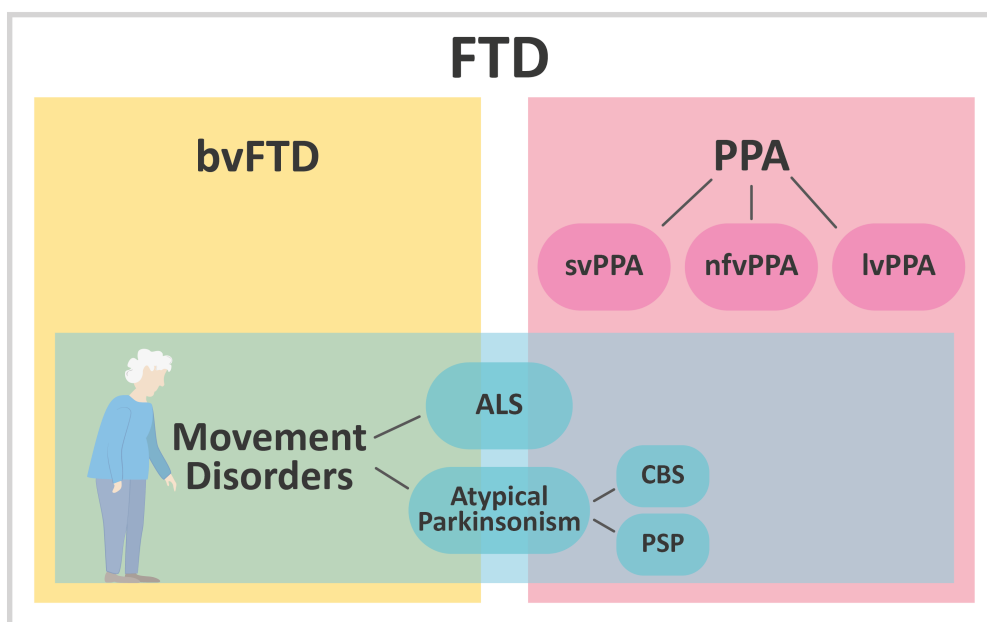 FTD
bvFTD
PPA
svPPA
nfvPPA
lvPPA
Movement
Disorders
ALS
Atypical
Parkinsonism
CBS
PSP